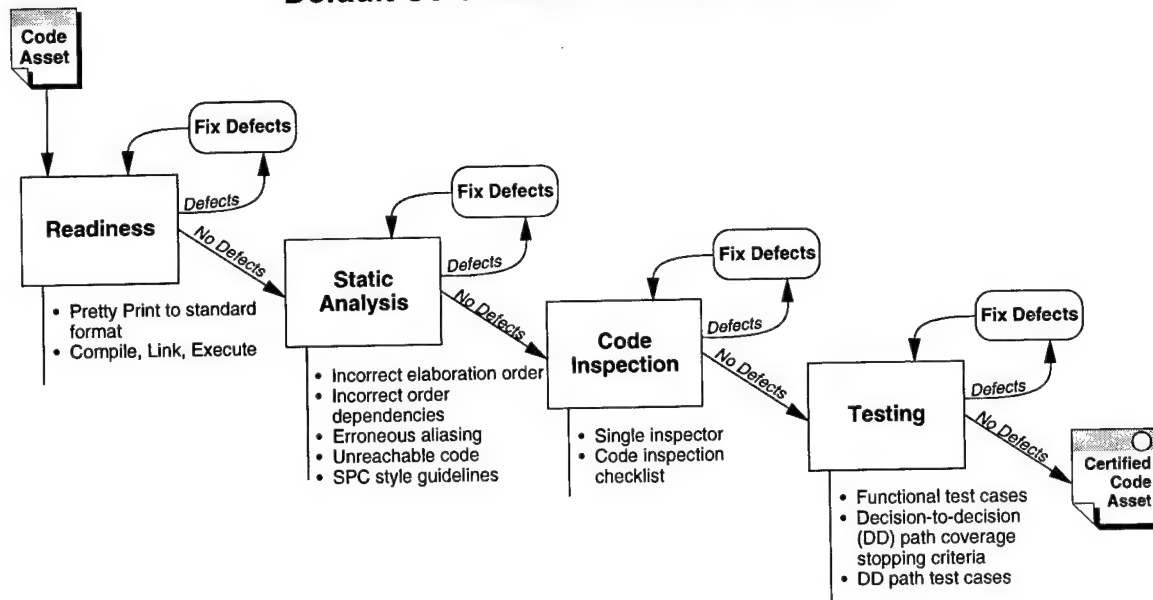 Code
Asset
Fix Defects
Defects
Readiness
No Defects
• Pretty Print to standard
format
• Compile, Link, Execute
Fix Defects
Defects
Static
Analysis
No Defects
• Incorrect elaboration order
• Incorrect order
dependencies
• Erroneous aliasing
• Unreachable code
• SPC style guidelines
Fix Defects
Defects
Code
Inspection
No Defects
• Single inspector
• Code inspection
checklist
Fix Defects
Defects
Testing
No Defects
• Functional test cases
• Decision-to-decision
(DD) path coverage
stopping criteria
• DD path test cases
Certified
Code
Asset